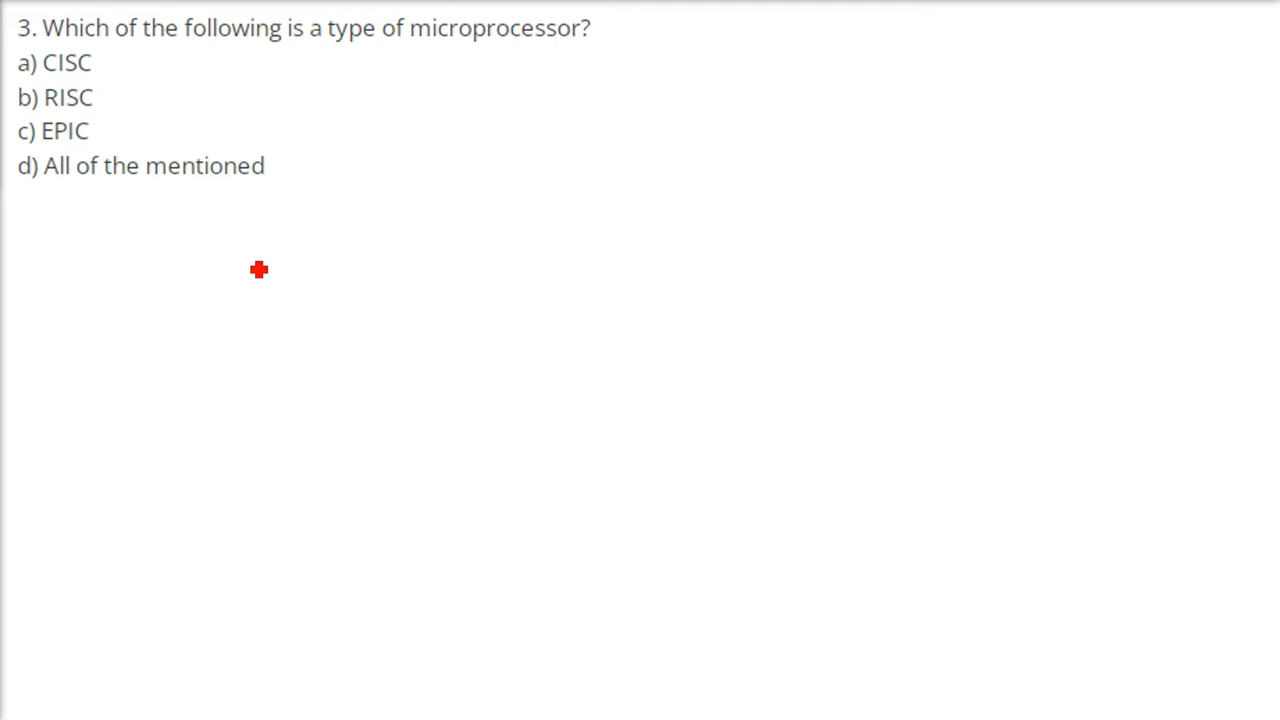 3. Which of the following is a type of microprocessor?
a) CISC
b) RISC
c) EPIC
d) All of the mentioned